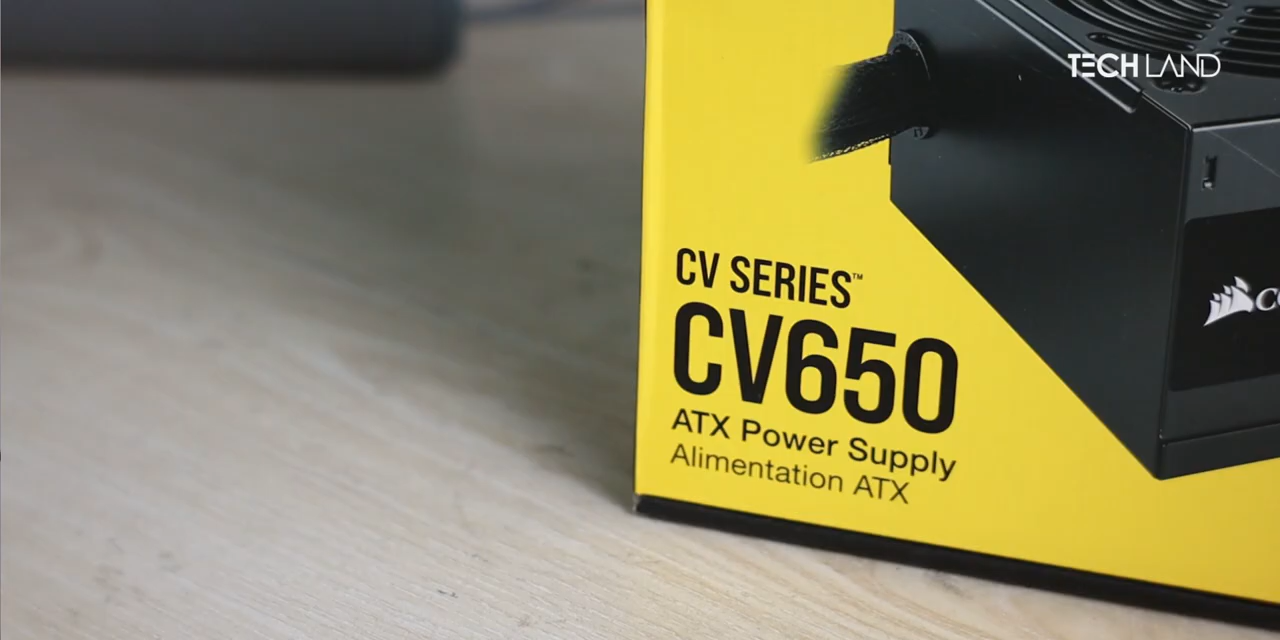 TECHLAND
CV SERIES™
CV650
ATX Power Supply
Alimentation ATX